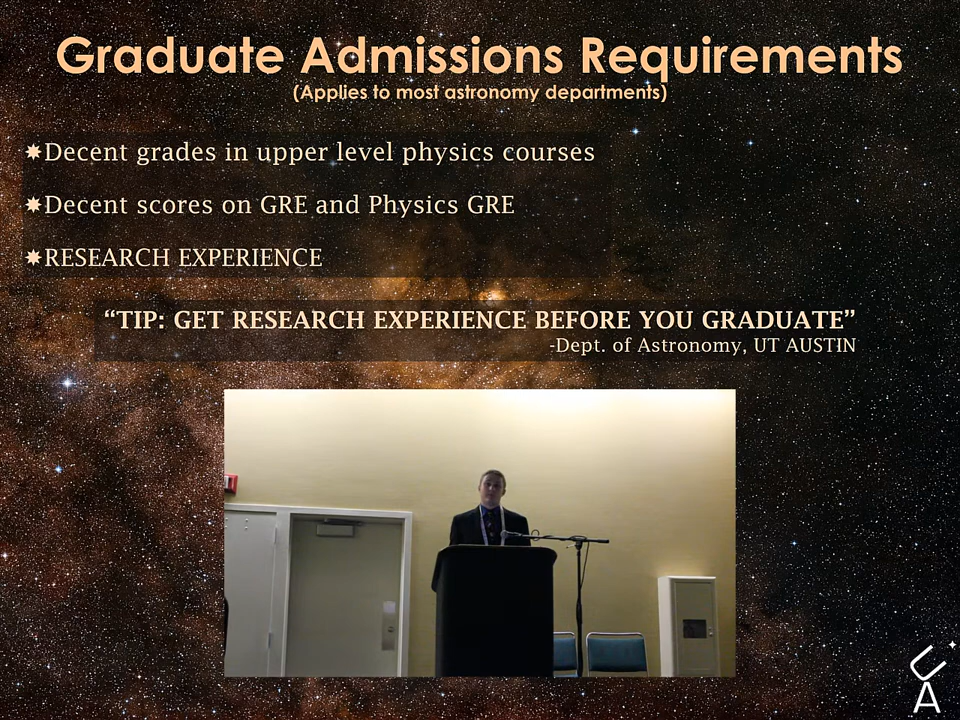 Graduate Admissions Requirements
(Applies to most astronomy departments)
✸Decent grades in upper level physics courses
✸Decent scores on GRE and Physics GRE
✸RESEARCH EXPERIENCE
“TIP: GET RESEARCH EXPERIENCE BEFORE YOU GRADUATE”
-Dept. of Astronomy, UT AUSTIN
UA